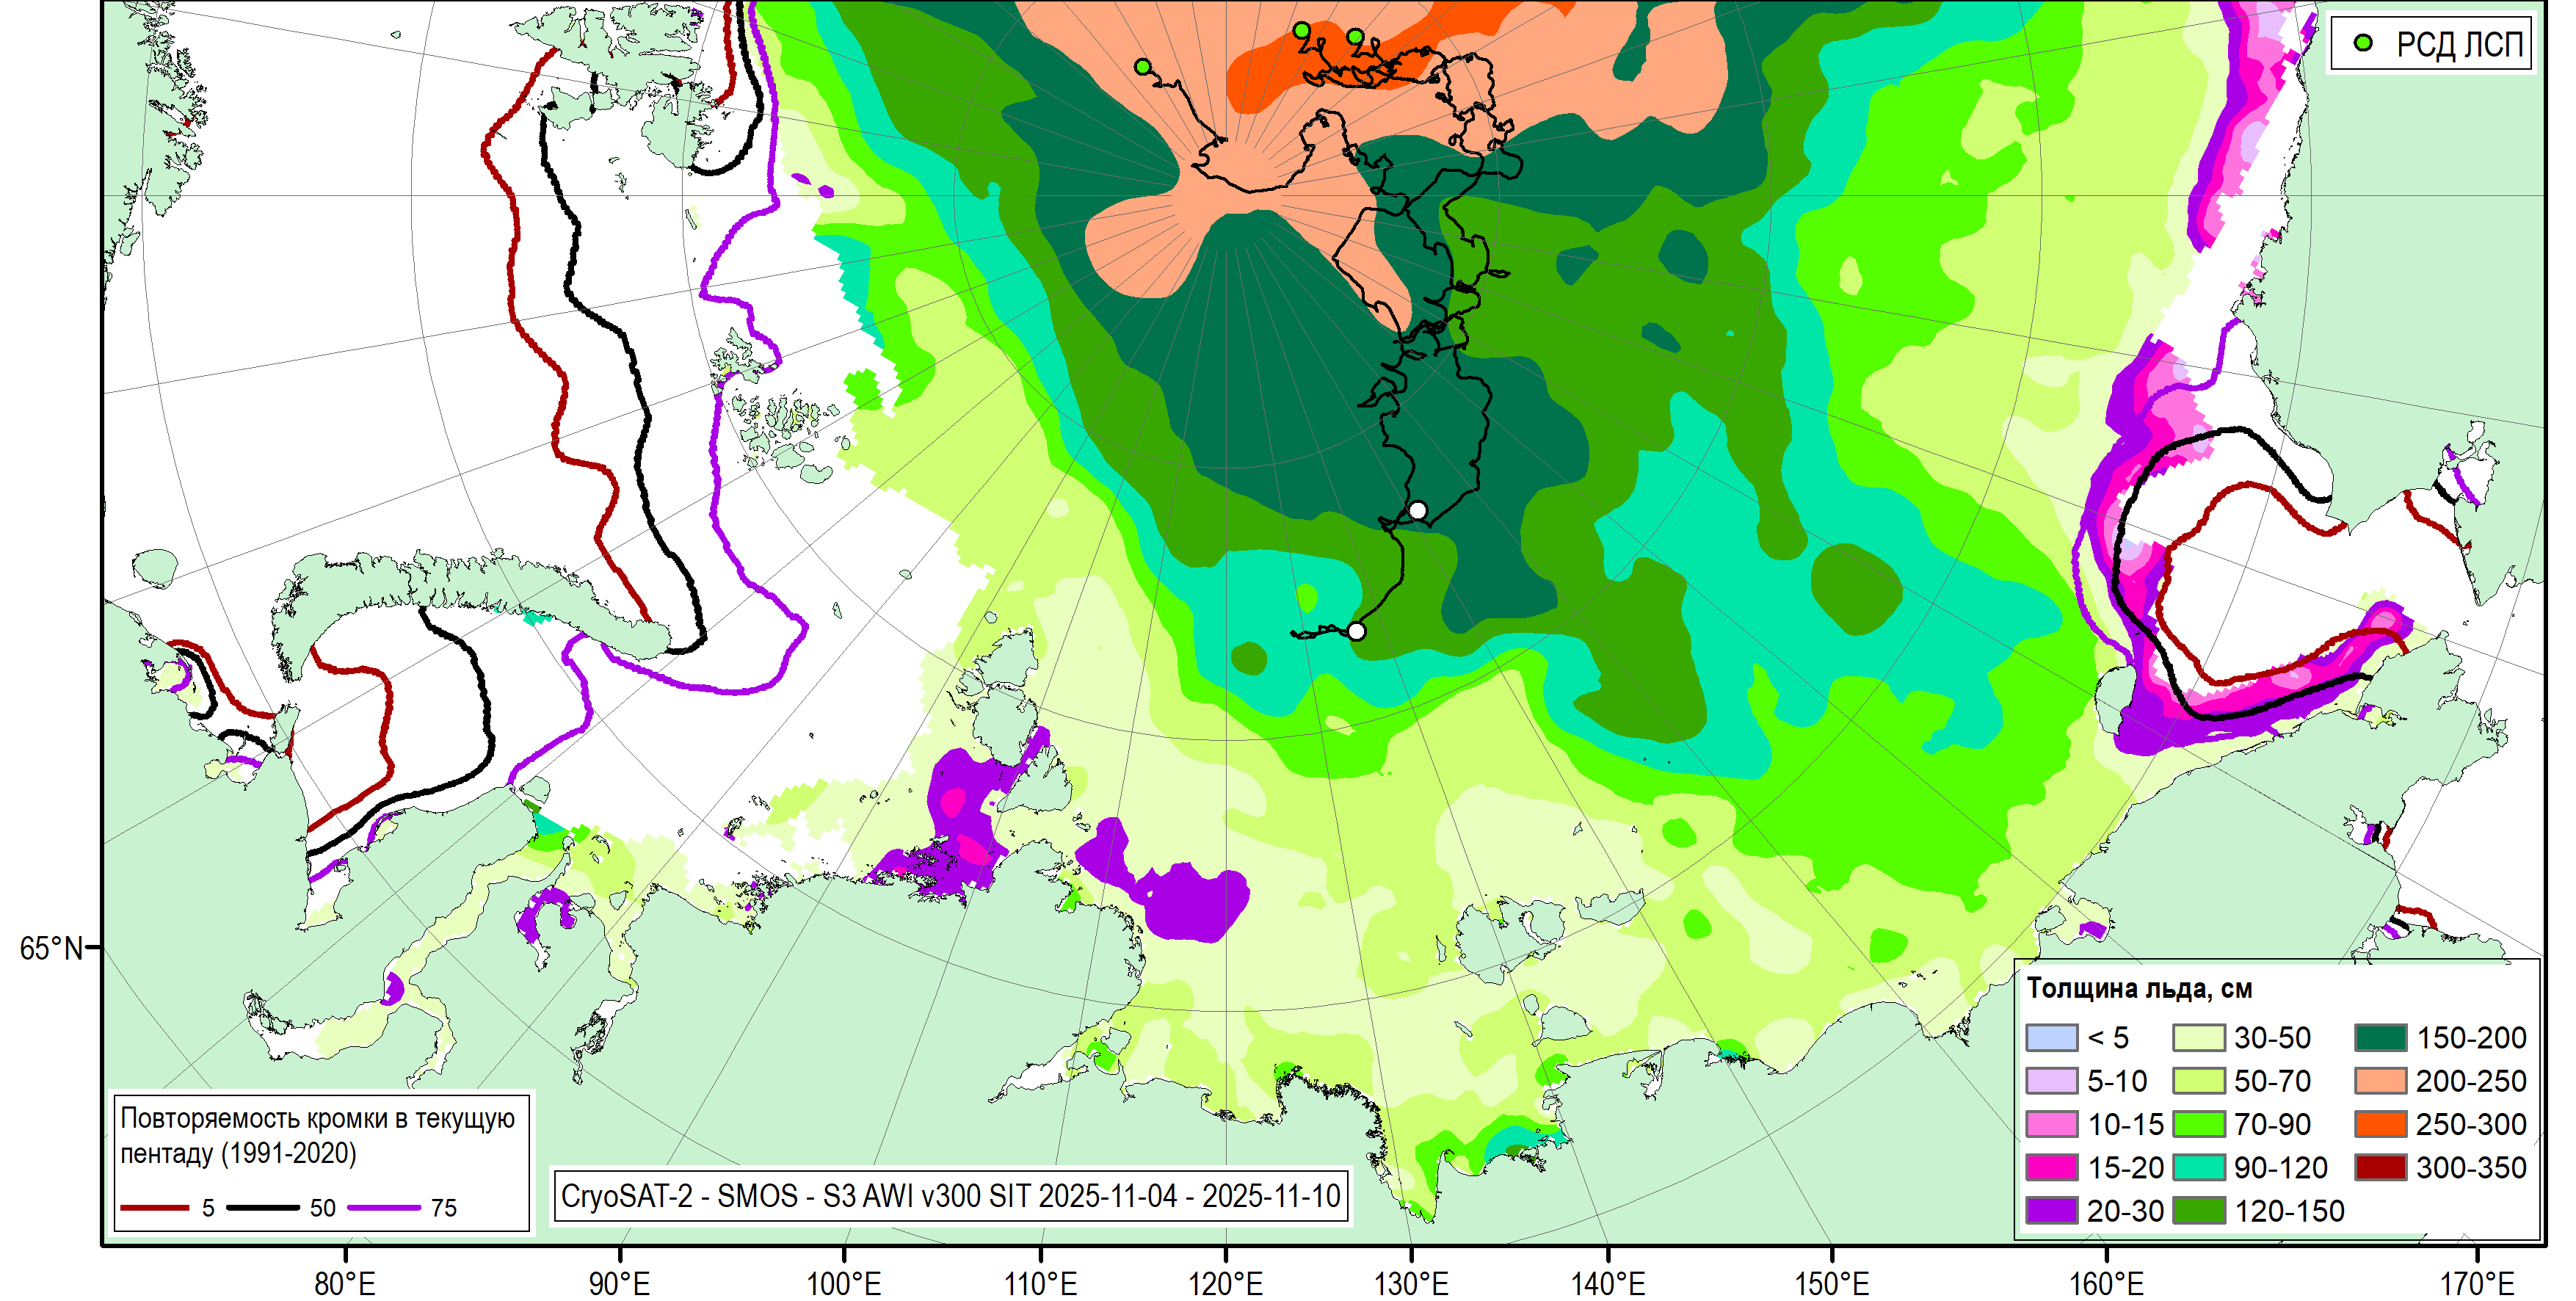 РСД ЛСП
65°N
Толщина льда, см
< 5
30-50
150-200
5-10
50-70
200-250
10-15
70-90
250-300
15-20
90-120
300-350
20-30
120-150
Повторяемость кромки в текущую
пентаду (1991-2020)
5 50 75
CryoSAT-2 - SMOS - S3 AWI v300 SIT 2025-11-04 - 2025-11-10
80°E 90°E 100°E 110°E 120°E 130°E 140°E 150°E 160°E 170°E